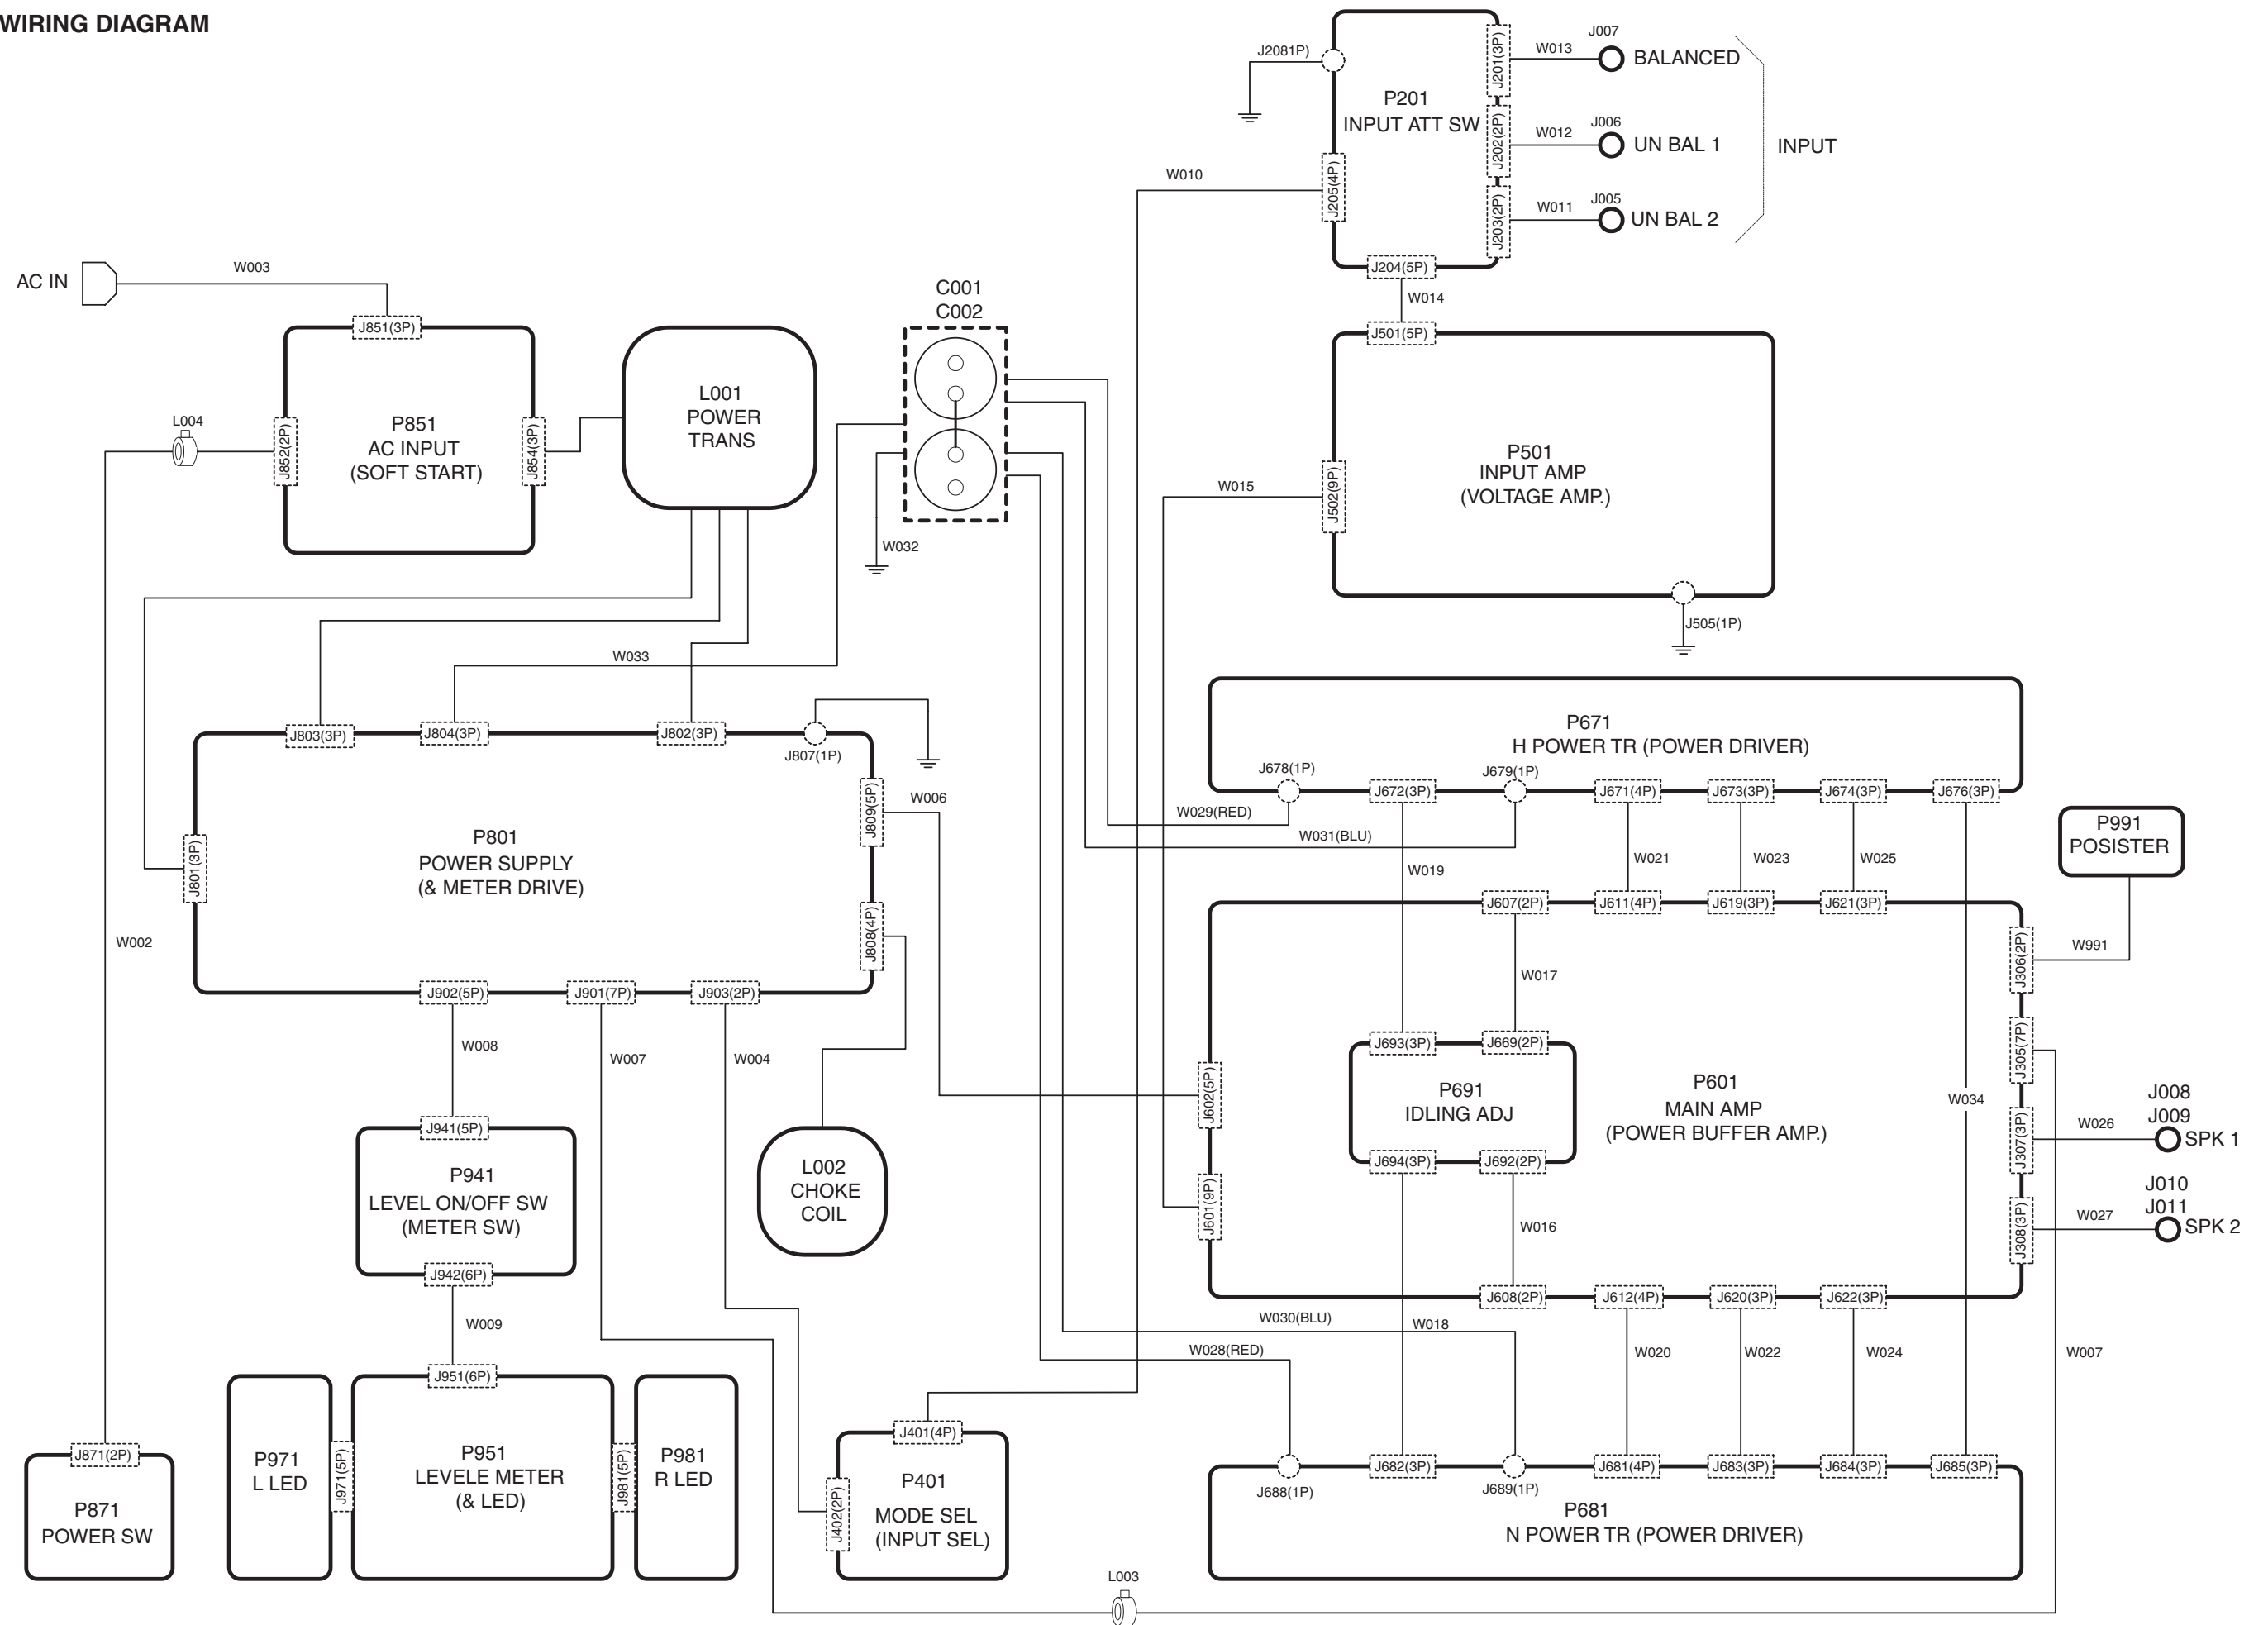 WIRING DIAGRAM
J2081P)
P201
INPUT ATT SW
J201(3P)
J202(2P)
J203(2P)
J205(4P)
J204(5P)
W013
J007
BALANCED
W012
J006
UN BAL 1
W011
J005
UN BAL 2
INPUT
W010
W014
AC IN
W003
J851(3P)
P851
AC INPUT
(SOFT START)
J852(2P)
J854(3P)
L004
L001
POWER
TRANS
C001
C002
W032
W033
J501(5P)
P501
INPUT AMP
(VOLTAGE AMP.)
J502(9P)
W015
J505(1P)
J803(3P)
J804(3P)
J802(3P)
J807(1P)
P801
POWER SUPPLY
(& METER DRIVE)
J801(3P)
J809(5P)
J808(4P)
W006
J902(5P)
J901(7P)
J903(2P)
W002
W008
W007
W004
P671
H POWER TR (POWER DRIVER)
J678(1P)
J672(3P)
J679(1P)
J671(4P)
J673(3P)
J674(3P)
J676(3P)
W029(RED)
W031(BLU)
W019
W021
W023
W025
P991
POSISTER
W991
J607(2P)
J611(4P)
J619(3P)
J621(3P)
J306(2P)
J305(7P)
J307(3P)
J308(3P)
W017
J693(3P)
J669(2P)
P691
IDLING ADJ
J694(3P)
J692(2P)
P601
MAIN AMP
(POWER BUFFER AMP.)
J602(5P)
J601(9P)
W034
W016
J008
J009
W026
SPK 1
J010
J011
W027
SPK 2
J608(2P)
J612(4P)
J620(3P)
J622(3P)
W030(BLU)
W018
W028(RED)
W020
W022
W024
W007
J941(5P)
P941
LEVEL ON/OFF SW
(METER SW)
J942(6P)
W009
L002
CHOKE
COIL
J951(6P)
P971
L LED
J971(5P)
P951
LEVELE METER
(& LED)
J981(5P)
P981
R LED
J871(2P)
P871
POWER SW
J401(4P)
P401
MODE SEL
(INPUT SEL)
J402(2P)
J688(1P)
J682(3P)
J689(1P)
J681(4P)
J683(3P)
J684(3P)
J685(3P)
P681
N POWER TR (POWER DRIVER)
L003